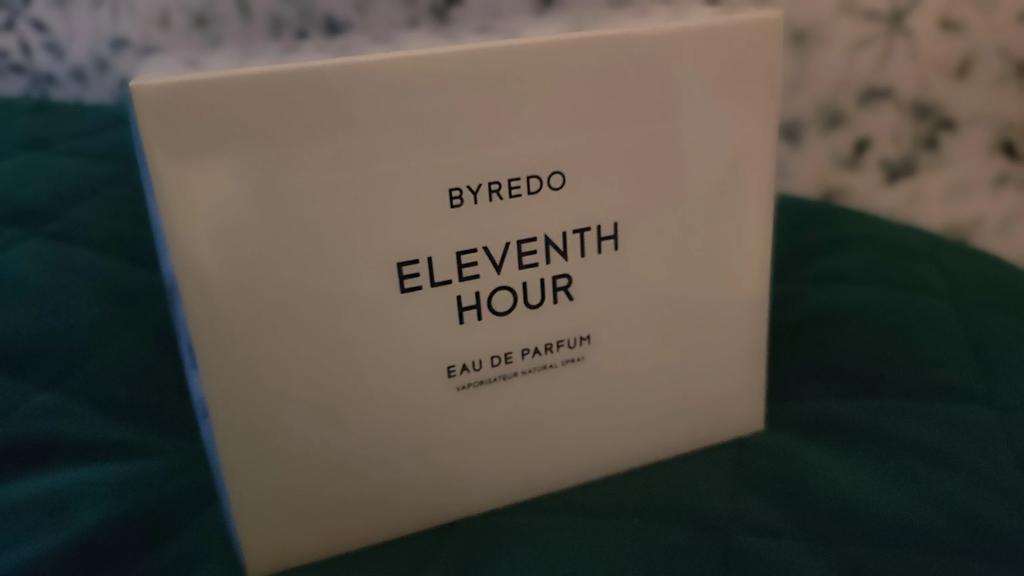 BYREDO
ELEVENTH
HOUR
EAU DE PARFUM
VAPORISATEUR NATURAL SPRAY